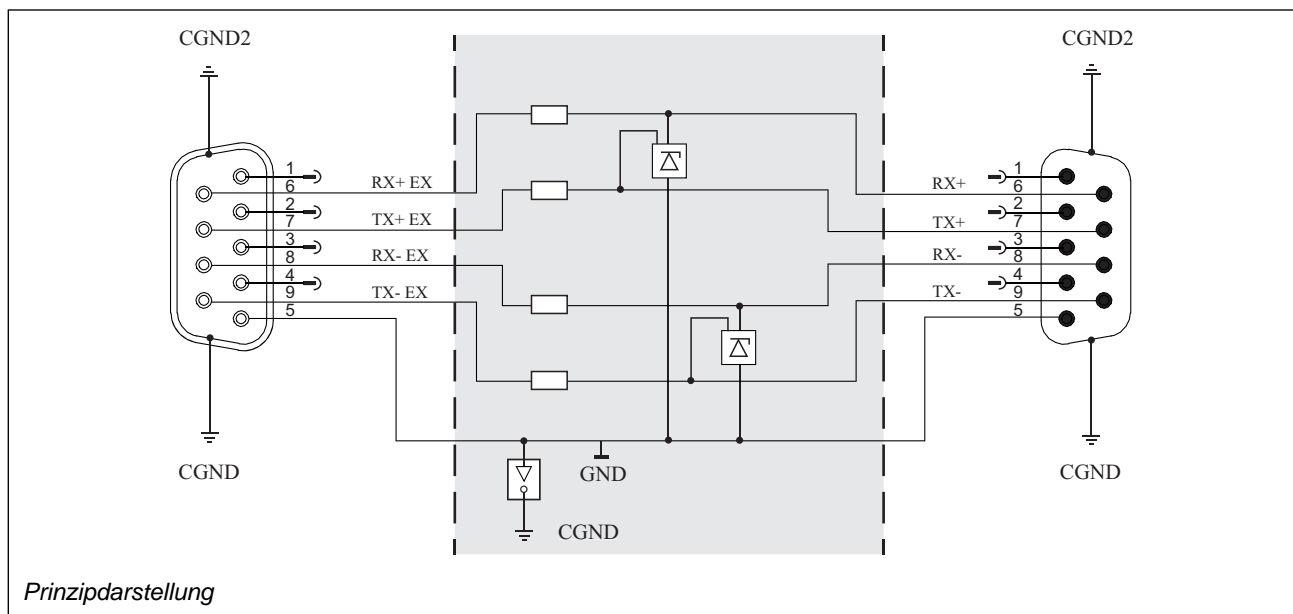 CGND2
CGND2
1
6
RX+ EX
2
7
TX+ EX
3
8
RX- EX
4
9
TX- EX
5
RX+
1
6
TX+
2
7
RX-
3
8
TX-
4
9
5
CGND
GND
CGND
CGND
Prinzipdarstellung